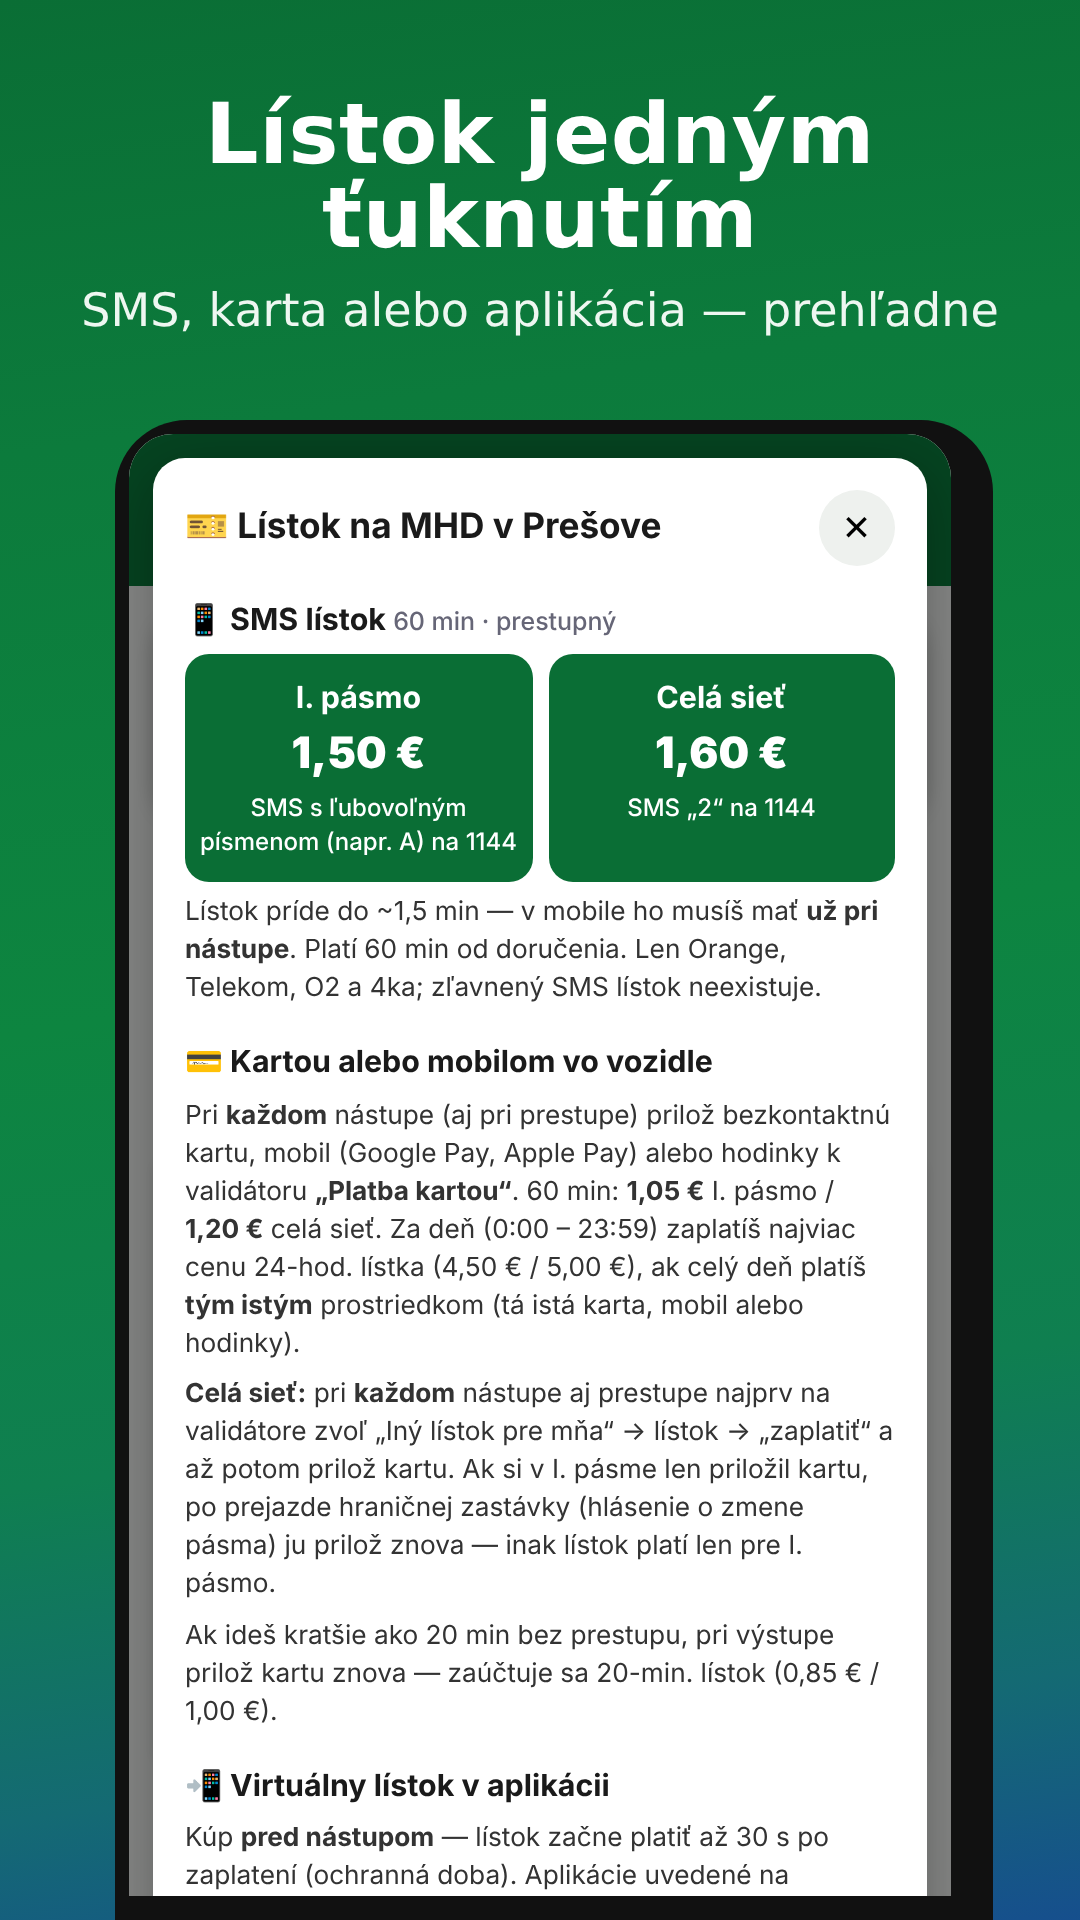 Lístok jedným
ťuknutím
SMS, karta alebo aplikácia — prehľadne
🎫 Lístok na MHD v Prešove
✕
📱 SMS lístok 60 min · prestupný
I. pásmo
1,50 €
SMS s ľubovoľným
písmenom (napr. A) na 1144
Celá sieť
1,60 €
SMS „2“ na 1144
Lístok príde do ~1,5 min — v mobile ho musíš mať už pri
nástupe. Platí 60 min od doručenia. Len Orange,
Telekom, O2 a 4ka; zľavnený SMS lístok neexistuje.
💳 Kartou alebo mobilom vo vozidle
Pri každom nástupe (aj pri prestupe) prilož bezkontaktnú
kartu, mobil (Google Pay, Apple Pay) alebo hodinky k
validátoru „Platba kartou“. 60 min: 1,05 € I. pásmo /
1,20 € celá sieť. Za deň (0:00 – 23:59) zaplatíš najviac
cenu 24-hod. lístka (4,50 € / 5,00 €), ak celý deň platíš
tým istým prostriedkom (tá istá karta, mobil alebo
hodinky).
Celá sieť: pri každom nástupe aj prestupe najprv na
validátore zvoľ „Iný lístok pre mňa“ → lístok → „zaplatiť“ a
až potom prilož kartu. Ak si v I. pásme len priložil kartu,
po prejazde hraničnej zastávky (hlásenie o zmene
pásma) ju prilož znova — inak lístok platí len pre I.
pásmo.
Ak ideš kratšie ako 20 min bez prestupu, pri výstupe
prilož kartu znova — zaúčtuje sa 20-min. lístok (0,85 € /
1,00 €).
📲 Virtuálny lístok v aplikácii
Kúp pred nástupom — lístok začne platiť až 30 s po
zaplatení (ochranná doba). Aplikácie uvedené na